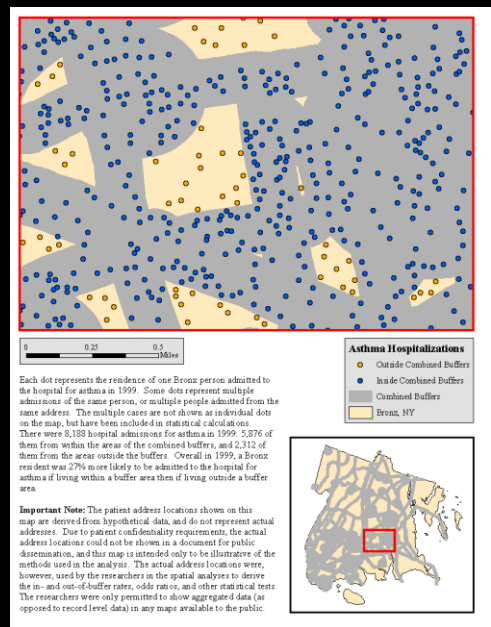 0 0.25 0.5
Miles
Asthma Hospitalizations
Outside Combined Buffers
Inside Combined Buffers
Combined Buffers
Bronx, NY
Each dot represents the residence of one Bronx person admitted to
the hospital for asthma in 1999. Some dots represent multiple
admissions of the same person, or multiple people admitted from the
same address. The multiple cases are not shown as individual dots
on the map, but have been included in statistical calculations.
There were 8,188 hospital admissions for asthma in 1999: 5,876 of
them from within the areas of the combined buffers, and 2,312 of
them from the areas outside the buffers. Overall in 1999, a Bronx
resident was 27% more likely to be admitted to the hospital for
asthma if living within a buffer area then if living outside a buffer
area.
Important Note: The patient address locations shown on this
map are derived from hypothetical data, and do not represent actual
addresses. Due to patient confidentiality requirements, the actual
address locations could not be shown in a document for public
dissemination, and this map is intended only to be illustrative of the
methods used in the analysis. The actual address locations were,
however, used by the researchers in the spatial analyses to derive
the in- and out-of-buffer rates, odds ratios, and other statistical tests.
The researchers were only permitted to show aggregated data (as
opposed to record level data) in any maps available to the public.